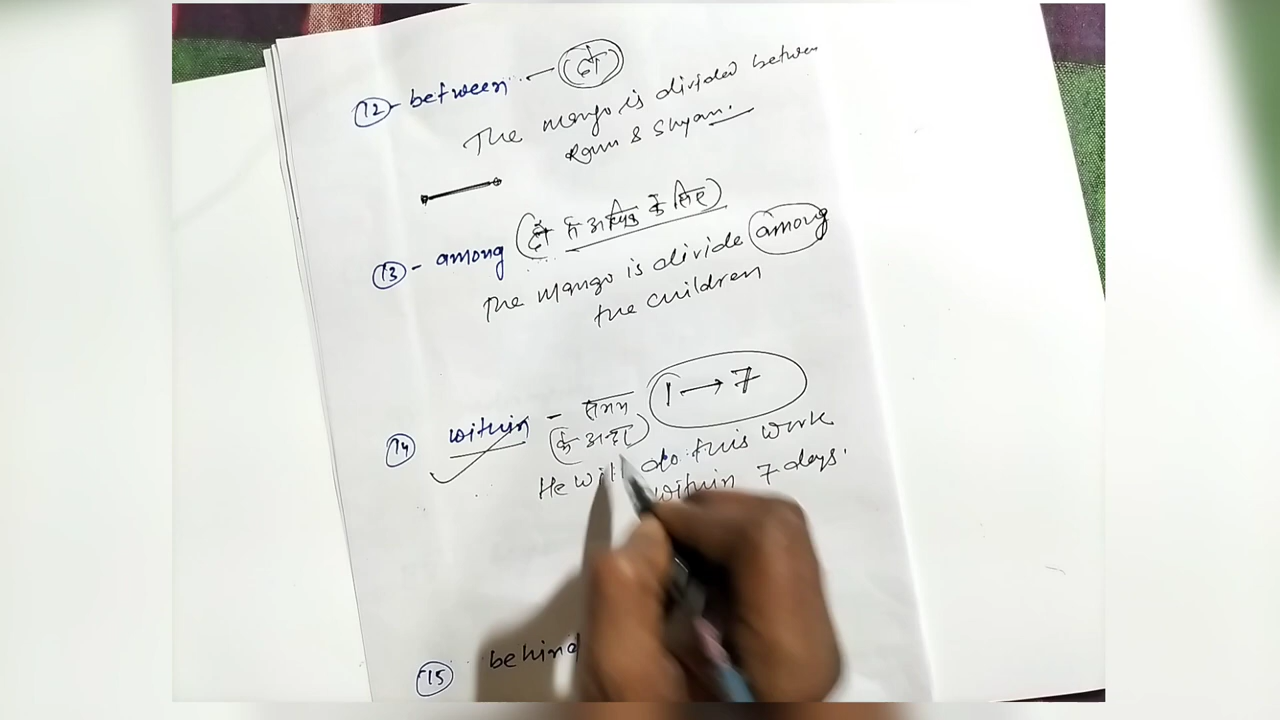 12 - between ← दो
The mango is divided between
Ram & Shyam.
13 - among (दो से अधिक के लिए)
The mango is divide among
the children
14 within - समय 1 → 7
(के अन्दर)
He will do this work
within 7 days.
15 behind